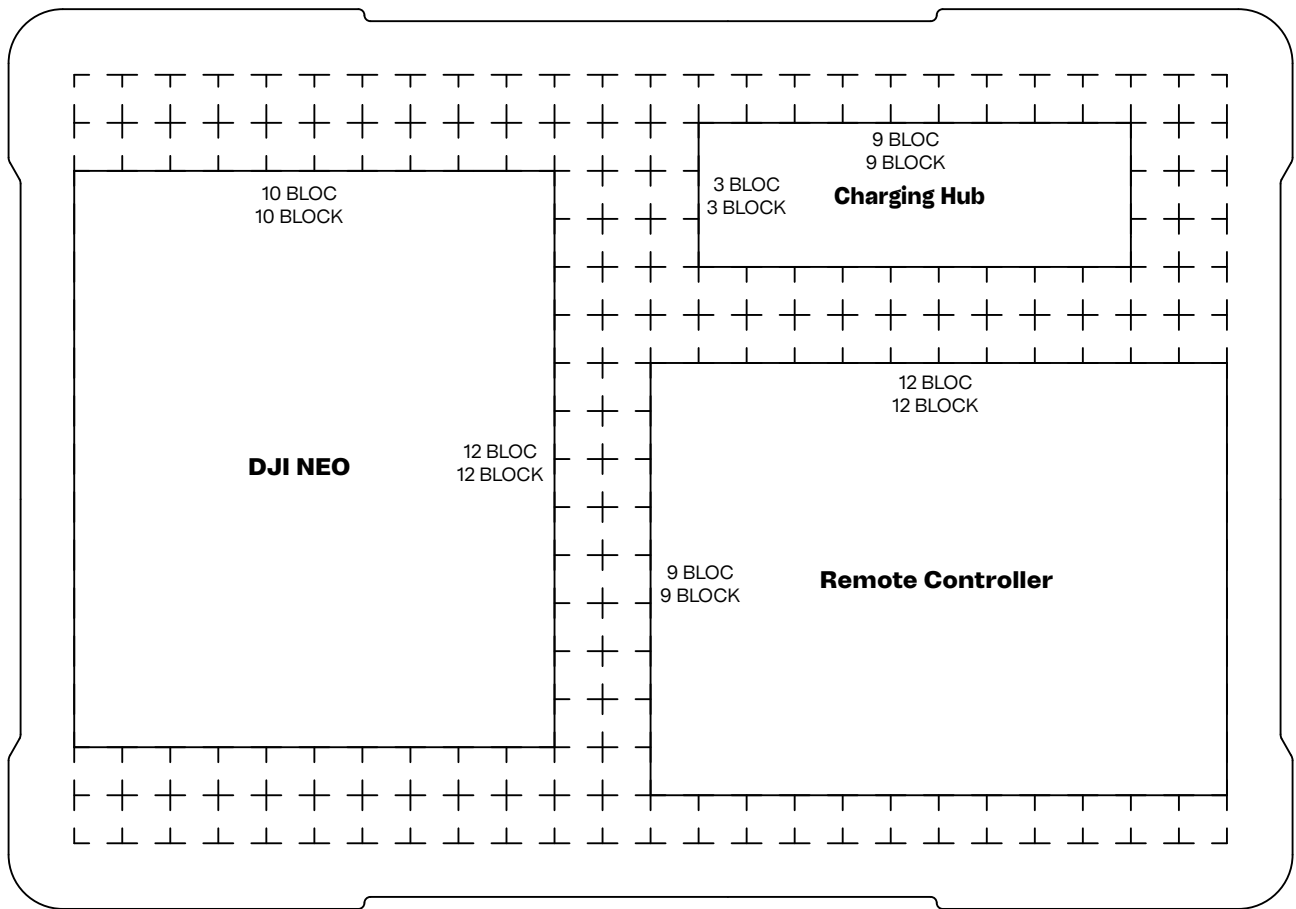 9 BLOC
9 BLOCK
3 BLOC
3 BLOCK
Charging Hub
10 BLOC
10 BLOCK
12 BLOC
12 BLOCK
DJI NEO
12 BLOC
12 BLOCK
9 BLOC
9 BLOCK
Remote Controller